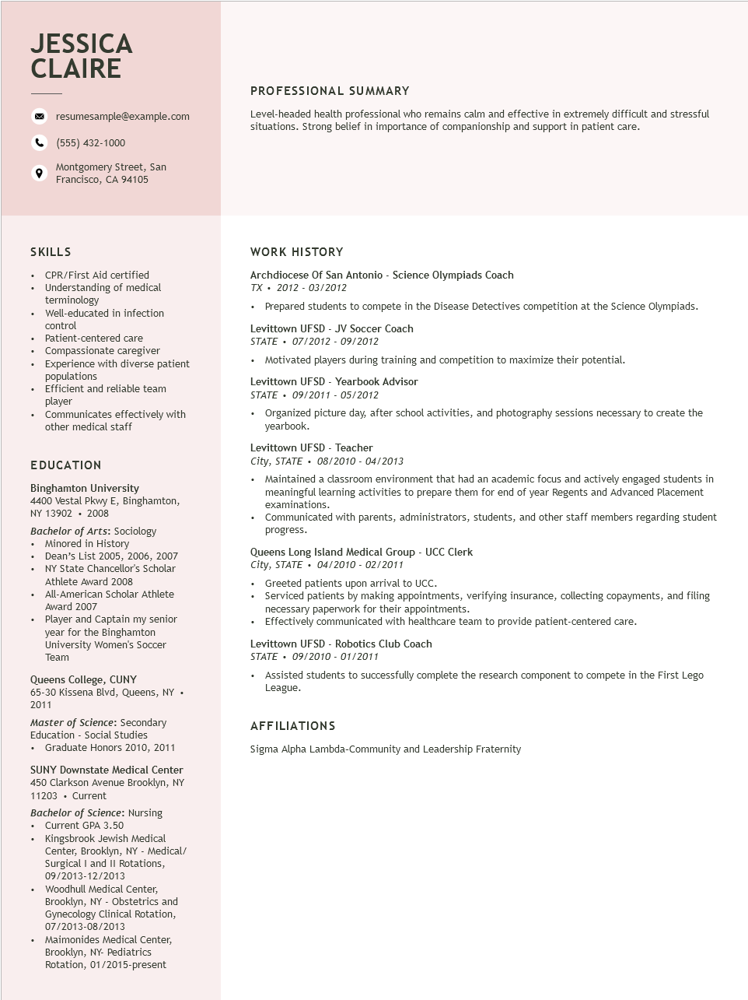 JESSICA
CLAIRE
resumesample@example.com
(555) 432-1000
Montgomery Street, San
Francisco, CA 94105
PROFESSIONAL SUMMARY
Level-headed health professional who remains calm and effective in extremely difficult and stressful
situations. Strong belief in importance of companionship and support in patient care.
SKILLS
• CPR/First Aid certified
• Understanding of medical
terminology
• Well-educated in infection
control
• Patient-centered care
• Compassionate caregiver
• Experience with diverse patient
populations
• Efficient and reliable team
player
• Communicates effectively with
other medical staff
EDUCATION
Binghamton University
4400 Vestal Pkwy E, Binghamton,
NY 13902 • 2008
Bachelor of Arts: Sociology
• Minored in History
• Dean’s List 2005, 2006, 2007
• NY State Chancellor's Scholar
Athlete Award 2008
• All-American Scholar Athlete
Award 2007
• Player and Captain my senior
year for the Binghamton
University Women's Soccer
Team
Queens College, CUNY
65-30 Kissena Blvd, Queens, NY •
2011
Master of Science: Secondary
Education - Social Studies
• Graduate Honors 2010, 2011
SUNY Downstate Medical Center
450 Clarkson Avenue Brooklyn, NY
11203 • Current
Bachelor of Science: Nursing
• Current GPA 3.50
• Kingsbrook Jewish Medical
Center, Brooklyn, NY - Medical/
Surgical I and II Rotations,
09/2013-12/2013
• Woodhull Medical Center,
Brooklyn, NY - Obstetrics and
Gynecology Clinical Rotation,
07/2013-08/2013
• Maimonides Medical Center,
Brooklyn, NY- Pediatrics
Rotation, 01/2015-present
WORK HISTORY
Archdiocese Of San Antonio - Science Olympiads Coach
TX • 2012 - 03/2012
• Prepared students to compete in the Disease Detectives competition at the Science Olympiads.
Levittown UFSD - JV Soccer Coach
STATE • 07/2012 - 09/2012
• Motivated players during training and competition to maximize their potential.
Levittown UFSD - Yearbook Advisor
STATE • 09/2011 - 05/2012
• Organized picture day, after school activities, and photography sessions necessary to create the
yearbook.
Levittown UFSD - Teacher
City, STATE • 08/2010 - 04/2013
• Maintained a classroom environment that had an academic focus and actively engaged students in
meaningful learning activities to prepare them for end of year Regents and Advanced Placement
examinations.
• Communicated with parents, administrators, students, and other staff members regarding student
progress.
Queens Long Island Medical Group - UCC Clerk
City, STATE • 04/2010 - 02/2011
• Greeted patients upon arrival to UCC.
• Serviced patients by making appointments, verifying insurance, collecting copayments, and filing
necessary paperwork for their appointments.
• Effectively communicated with healthcare team to provide patient-centered care.
Levittown UFSD - Robotics Club Coach
STATE • 09/2010 - 01/2011
• Assisted students to successfully complete the research component to compete in the First Lego
League.
AFFILIATIONS
Sigma Alpha Lambda-Community and Leadership Fraternity